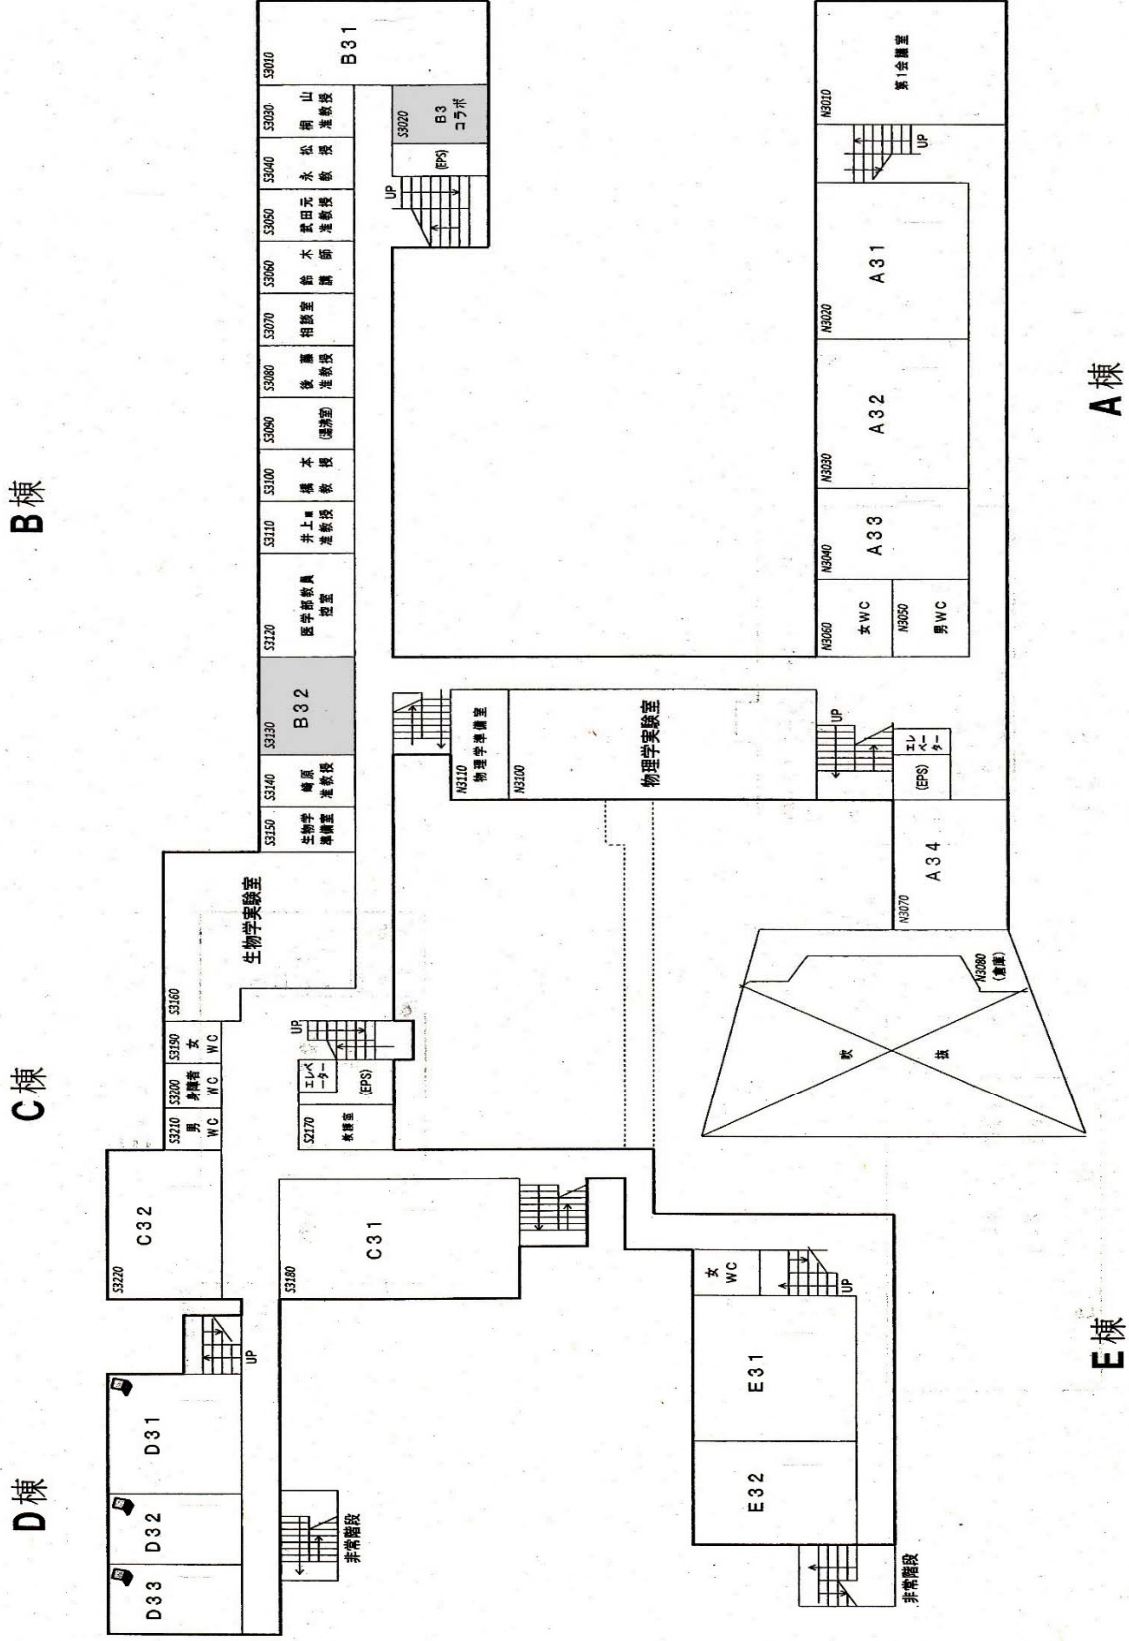 D棟
C棟
B棟
D33
D32
D31
UP
非常階段
S3220
C32
S3180
C31
S3210
男
WC
S3200
身障者
WC
S3190
女
WC
S2170
救護室
エレベーター
(EPS)
UP
S3160
生物学実験室
S3150
生物学
準備室
S3140
崎原
准教授
S3130
B32
S3120
医学部教員
控室
S3110
井上
准教授
S3100
橋本
教授
S3090
(湯沸室)
S3080
後藤
准教授
S3070
相談室
S3060
鈴木
講師
S3050
武田元
准教授
S3040
永松
教授
S3030
桐山
准教授
S3010
B31
S3020
B3
コラボ
(EPS)
UP
N3110
物理学準備室
N3100
物理学実験室
UP
エレベーター
(EPS)
N3070
A34
N3080
(倉庫)
吹
抜
N3060
女WC
N3050
男WC
N3040
A33
N3030
A32
N3020
A31
UP
N3010
第1会議室
女
WC
UP
E31
E32
非常階段
E棟
A棟